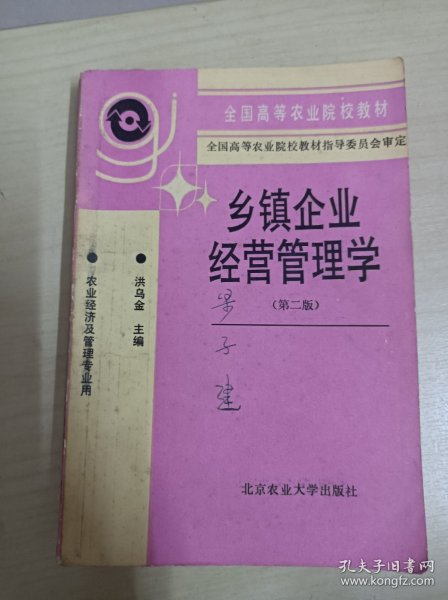 全国高等农业院校教材
全国高等农业院校教材指导委员会审定
乡镇企业
经营管理学
（第二版）
● 洪乌金 主编
● 农业经济及管理专业用
子建
北京农业大学出版社
孔夫子旧书网
www.kongfz.com